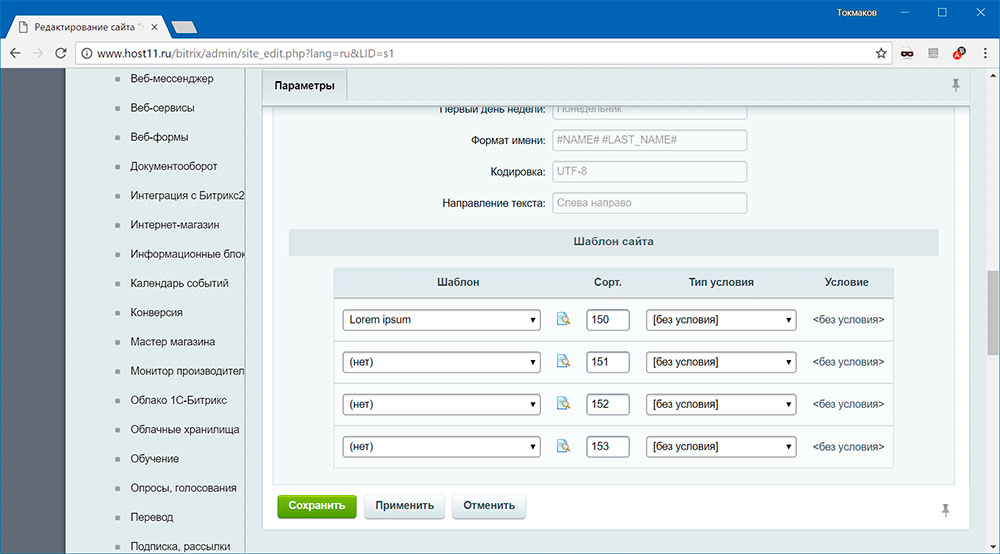 Токмаков
Редактирование сайта "
www.host11.ru/bitrix/admin/site_edit.php?lang=ru&LID=s1
Веб-мессенджер
Веб-сервисы
Веб-формы
Документооборот
Интеграция с Битрикс2
Интернет-магазин
Информационные блок
Календарь событий
Конверсия
Мастер магазина
Монитор производител
Облако 1С-Битрикс
Облачные хранилища
Обучение
Опросы, голосования
Перевод
Подписка, рассылки
Параметры
Первый день недели: Понедельник
Формат имени: #NAME# #LAST_NAME#
Кодировка: UTF-8
Направление текста: Слева направо
Шаблон сайта
Шаблон Сорт. Тип условия Условие
Lorem ipsum 150 [без условия] <без условия>
(нет) 151 [без условия] <без условия>
(нет) 152 [без условия] <без условия>
(нет) 153 [без условия] <без условия>
Сохранить Применить Отменить